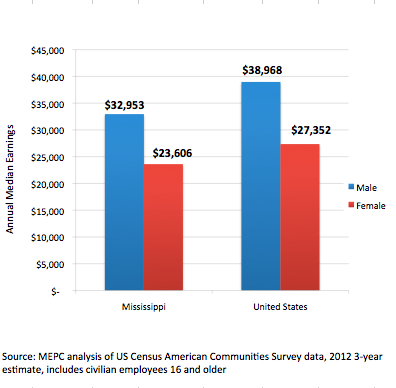 $45,000
$40,000
$35,000
$30,000
$25,000
$20,000
$15,000
$10,000
$5,000
$-
Annual Median Earnings
$32,953
$23,606
$38,968
$27,352
Male
Female
Mississippi
United States
Source: MEPC analysis of US Census American Communities Survey data, 2012 3-year
estimate, includes civilian employees 16 and older